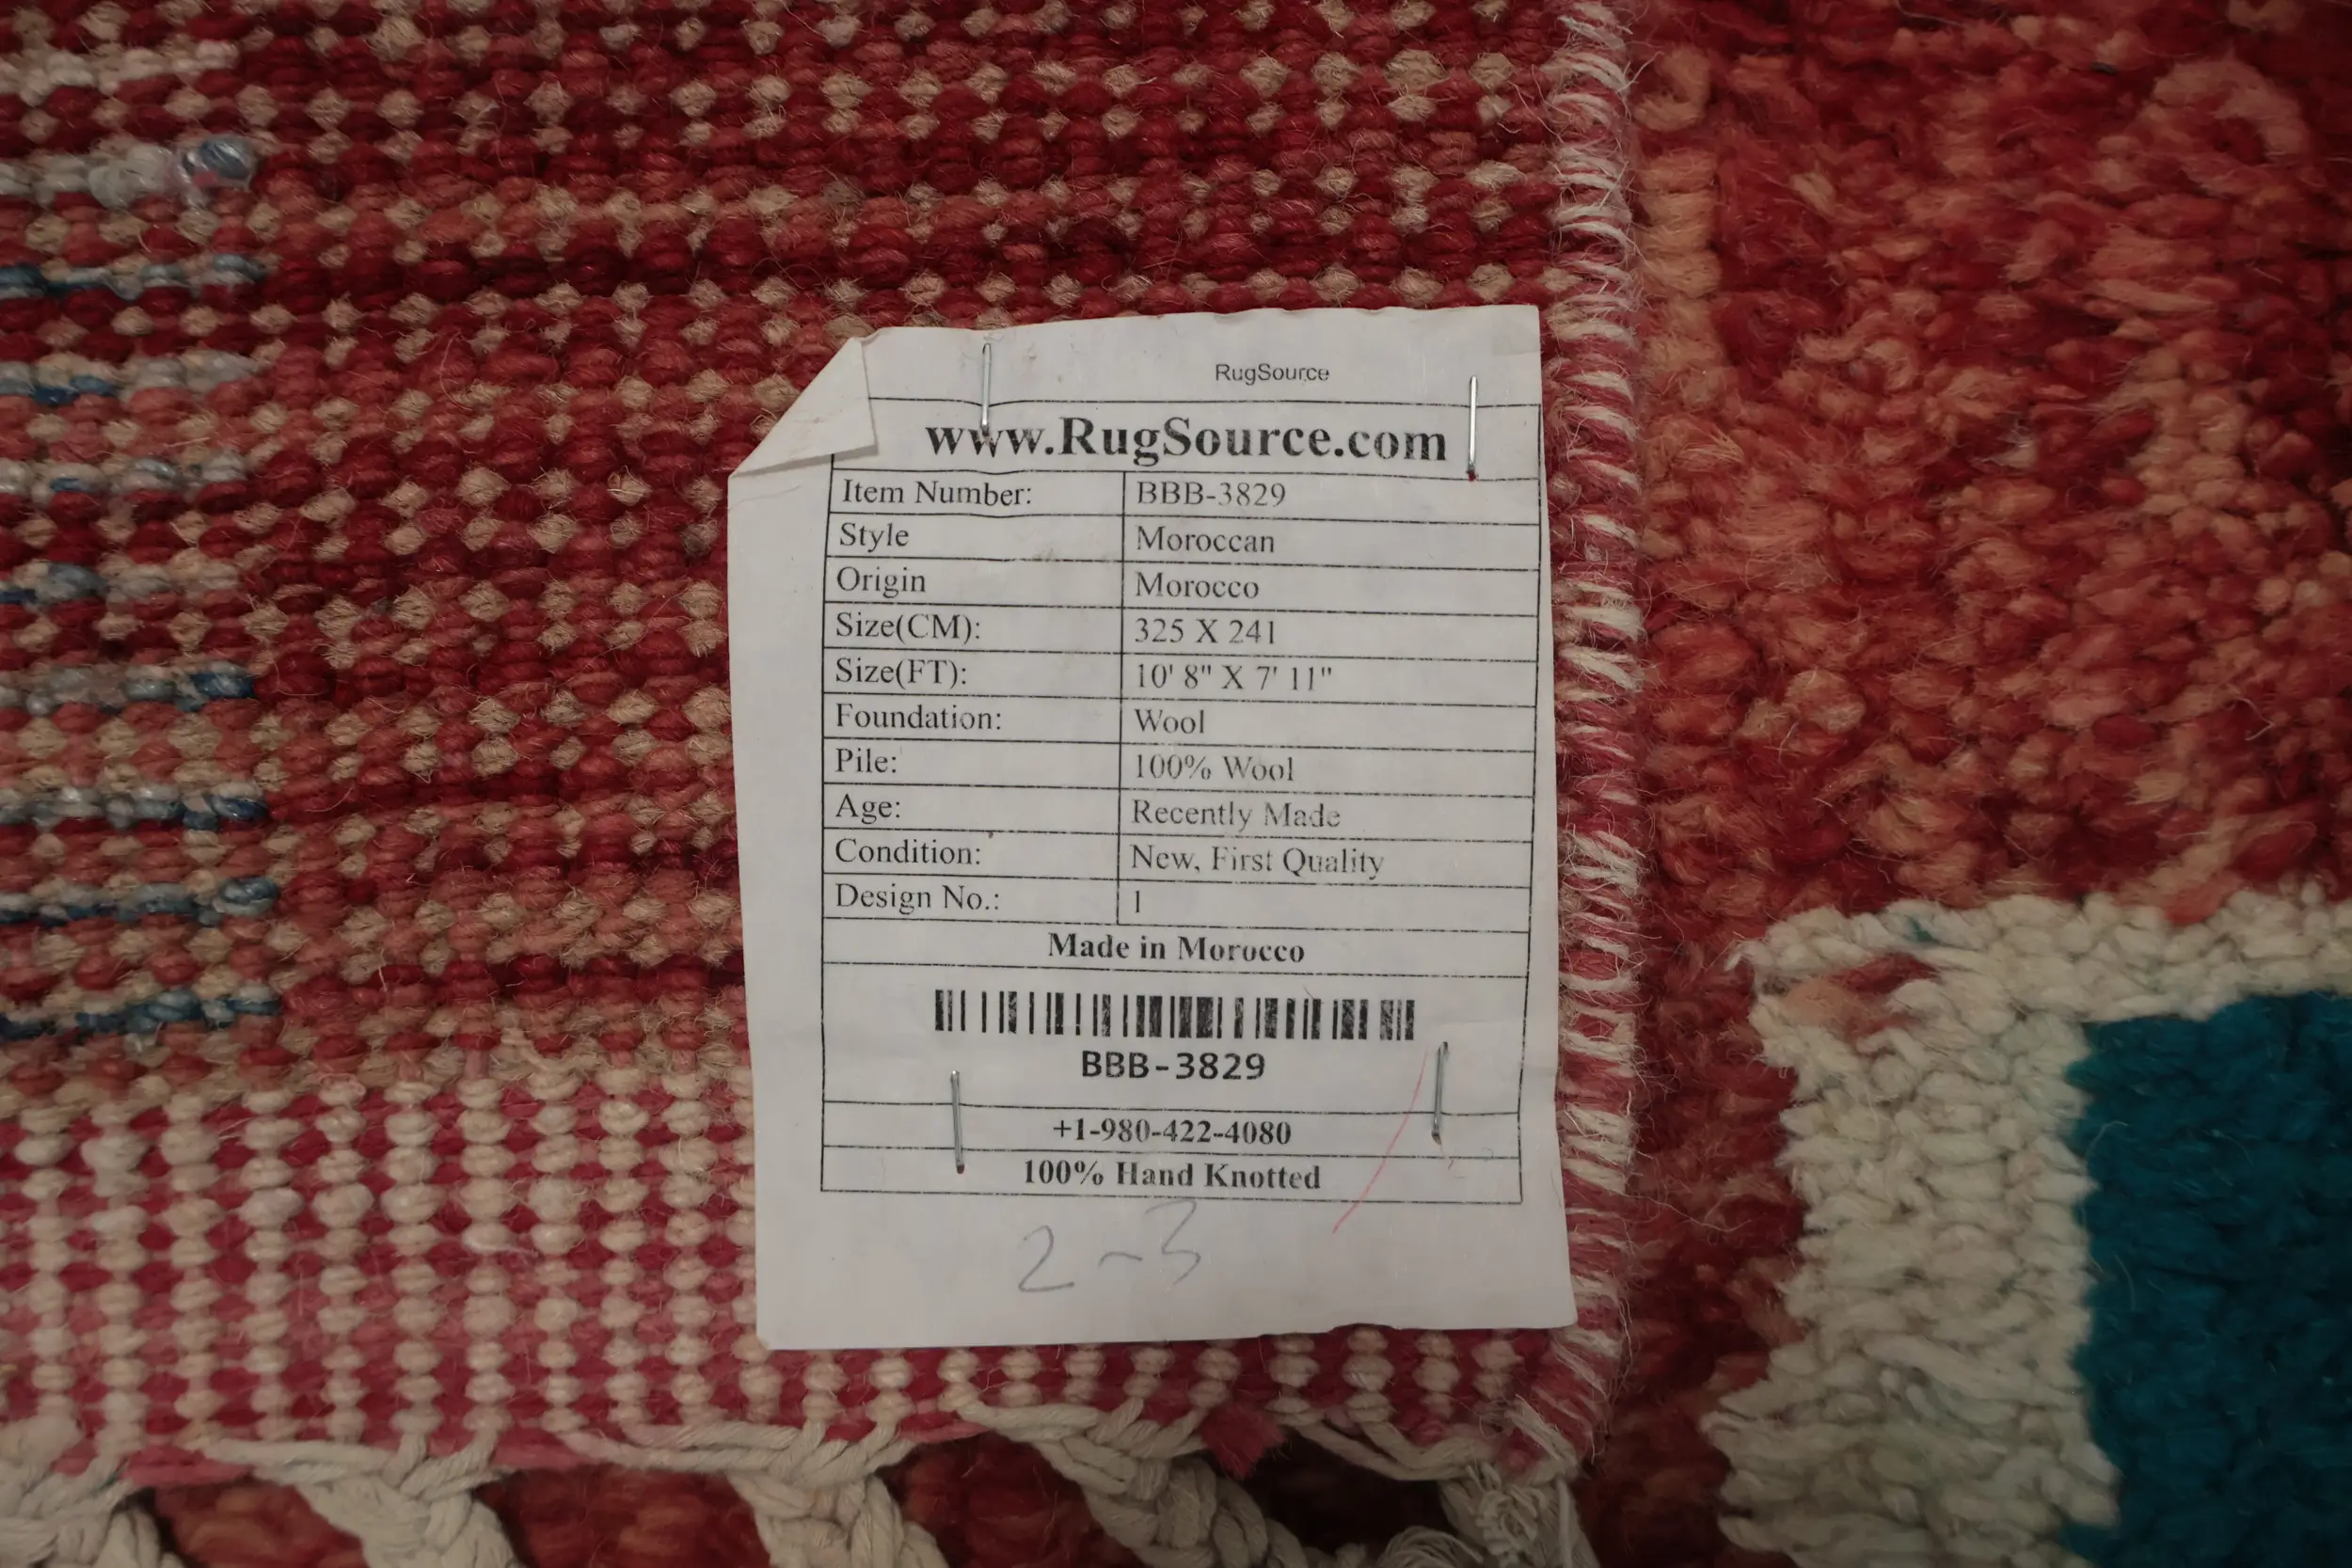 RugSource
www.RugSource.com
Item Number: BBB-3829
Style Moroccan
Origin Morocco
Size(CM): 325 X 241
Size(FT): 10' 8" X 7' 11"
Foundation: Wool
Pile: 100% Wool
Age: Recently Made
Condition: New, First Quality
Design No.: 1
Made in Morocco
BBB-3829
+1-980-422-4080
100% Hand Knotted
2-3